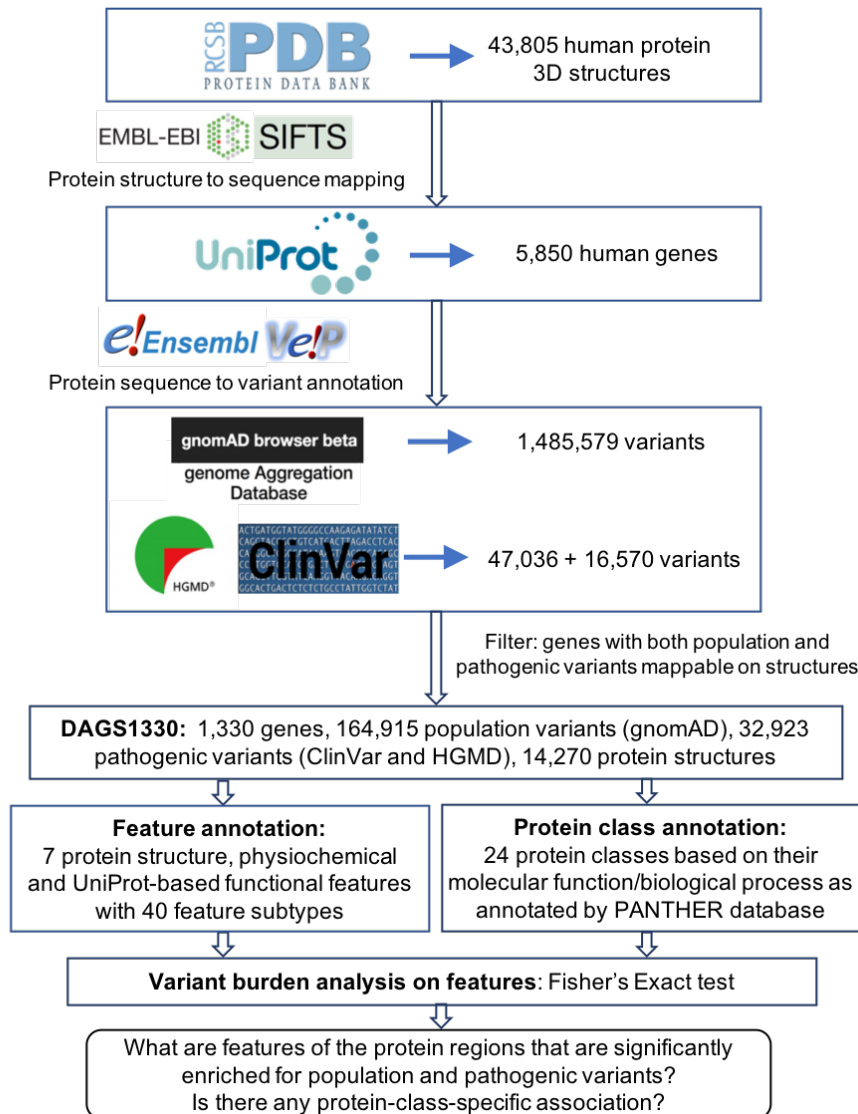 RCSB
PDB
PROTEIN DATA BANK
43,805 human protein
3D structures
EMBL-EBI SIFTS
Protein structure to sequence mapping
UniProt
5,850 human genes
e!Ensembl Ve!P
Protein sequence to variant annotation
gnomAD browser beta
genome Aggregation
Database
1,485,579 variants
HGMD®
ACTGATGGTATGGGGCCAAGAGATATATCT
ClinVar
GGCACTGACTCTCTCTGCCTATTGGTCTAT
47,036 + 16,570 variants
Filter: genes with both population and
pathogenic variants mappable on structures
DAGS1330: 1,330 genes, 164,915 population variants (gnomAD), 32,923
pathogenic variants (ClinVar and HGMD), 14,270 protein structures
Feature annotation:
7 protein structure, physiochemical
and UniProt-based functional features
with 40 feature subtypes
Protein class annotation:
24 protein classes based on their
molecular function/biological process as
annotated by PANTHER database
Variant burden analysis on features: Fisher's Exact test
What are features of the protein regions that are significantly
enriched for population and pathogenic variants?
Is there any protein-class-specific association?